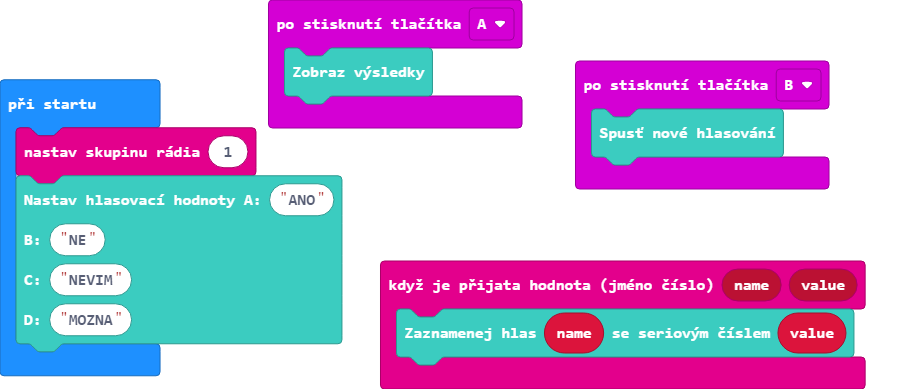 po stisknutí tlačítka A
Zobraz výsledky
po stisknutí tlačítka B
Spusť nové hlasování
při startu
nastav skupinu rádia 1
Nastav hlasovací hodnoty A: "ANO"
B: "NE"
C: "NEVIM"
D: "MOZNA"
když je přijata hodnota (jméno číslo) name value
Zaznamenej hlas name se seriovým číslem value